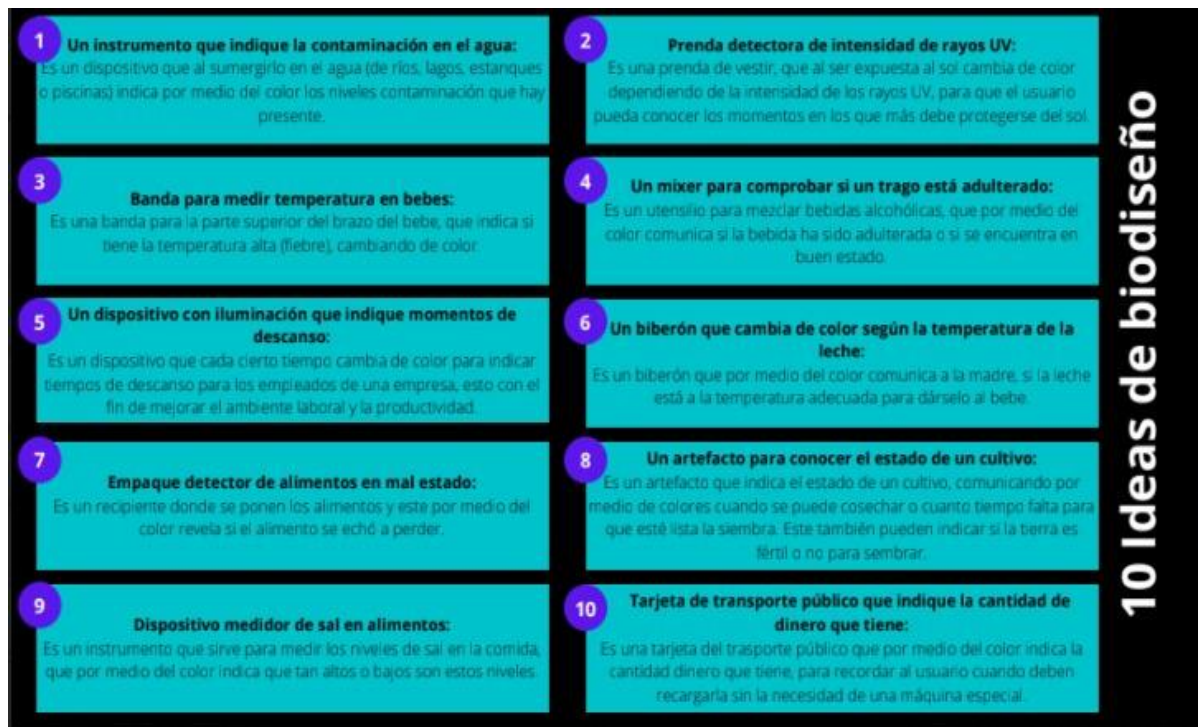 1
Un instrumento que indique la contaminación en el agua:
Es un dispositivo que al sumergirlo en el agua (de ríos, lagos, estanques
o piscinas) indica por medio del color los niveles contaminación que hay
presente.
2
Prenda detectora de intensidad de rayos UV:
Es una prenda de vestir, que al ser expuesta al sol cambia de color
dependiendo de la intensidad de los rayos UV, para que el usuario
pueda conocer los momentos en los que más debe protegerse del sol.
3
Banda para medir temperatura en bebes:
Es una banda para la parte superior del brazo del bebe, que indica si
tiene la temperatura alta (fiebre), cambiando de color.
4
Un mixer para comprobar si un trago está adulterado:
Es un utensilio para mezclar bebidas alcohólicas, que por medio del
color comunica si la bebida ha sido adulterada o si se encuentra en
buen estado.
5
Un dispositivo con iluminación que indique momentos de
descanso:
Es un dispositivo que cada cierto tiempo cambia de color para indicar
tiempos de descanso para los empleados de una empresa, esto con el
fin de mejorar el ambiente laboral y la productividad.
6
Un biberón que cambia de color según la temperatura de la
leche:
Es un biberón que por medio del color comunica a la madre, si la leche
está a la temperatura adecuada para dárselo al bebe.
7
Empaque detector de alimentos en mal estado:
Es un recipiente donde se ponen los alimentos y este por medio del
color revela si el alimento se echó a perder.
8
Un artefacto para conocer el estado de un cultivo:
Es un artefacto que indica el estado de un cultivo, comunicando por
medio de colores cuando se puede cosechar o cuanto tiempo falta para
que esté lista la siembra. Este también pueden indicar si la tierra es
fértil o no para sembrar.
9
Dispositivo medidor de sal en alimentos:
Es un instrumento que sirve para medir los niveles de sal en la comida,
que por medio del color indica que tan altos o bajos son estos niveles.
10
Tarjeta de transporte público que indique la cantidad de
dinero que tiene:
Es una tarjeta del trasporte público que por medio del color indica la
cantidad dinero que tiene, para recordar al usuario cuando deben
recargarla sin la necesidad de una máquina especial.
10 Ideas de biodiseño